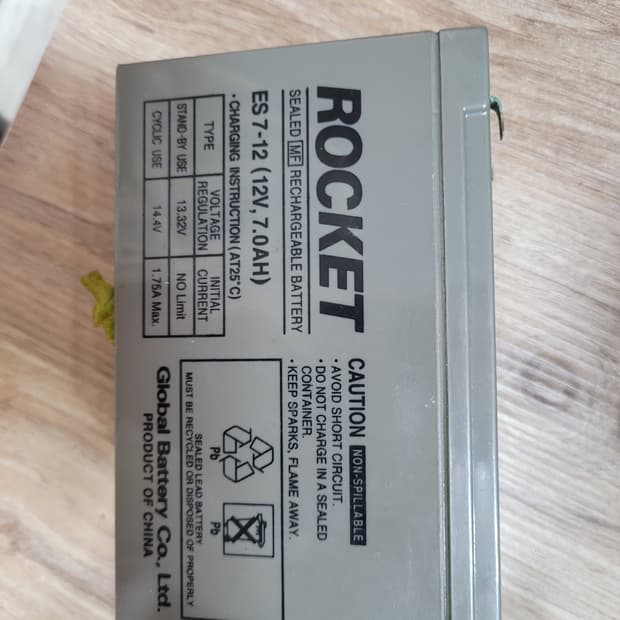 ROCKET
SEALED MF RECHARGEABLE BATTERY
ES 7-12 (12V, 7.0AH)
• CHARGING INSTRUCTION (AT25°C)
TYPE VOLTAGE REGULATION INITIAL CURRENT
STAND-BY USE 13.32V NO Limit
CYCLIC USE 14.4V 1.75A Max.
CAUTION NON-SPILLABLE
• AVOID SHORT CIRCUIT.
• DO NOT CHARGE IN A SEALED
CONTAINER.
• KEEP SPARKS, FLAME AWAY.
Pb Pb
SEALED LEAD BATTERY
MUST BE RECYCLED OR DISPOSED OF PROPERLY
Global Battery Co., Ltd.
PRODUCT OF CHINA